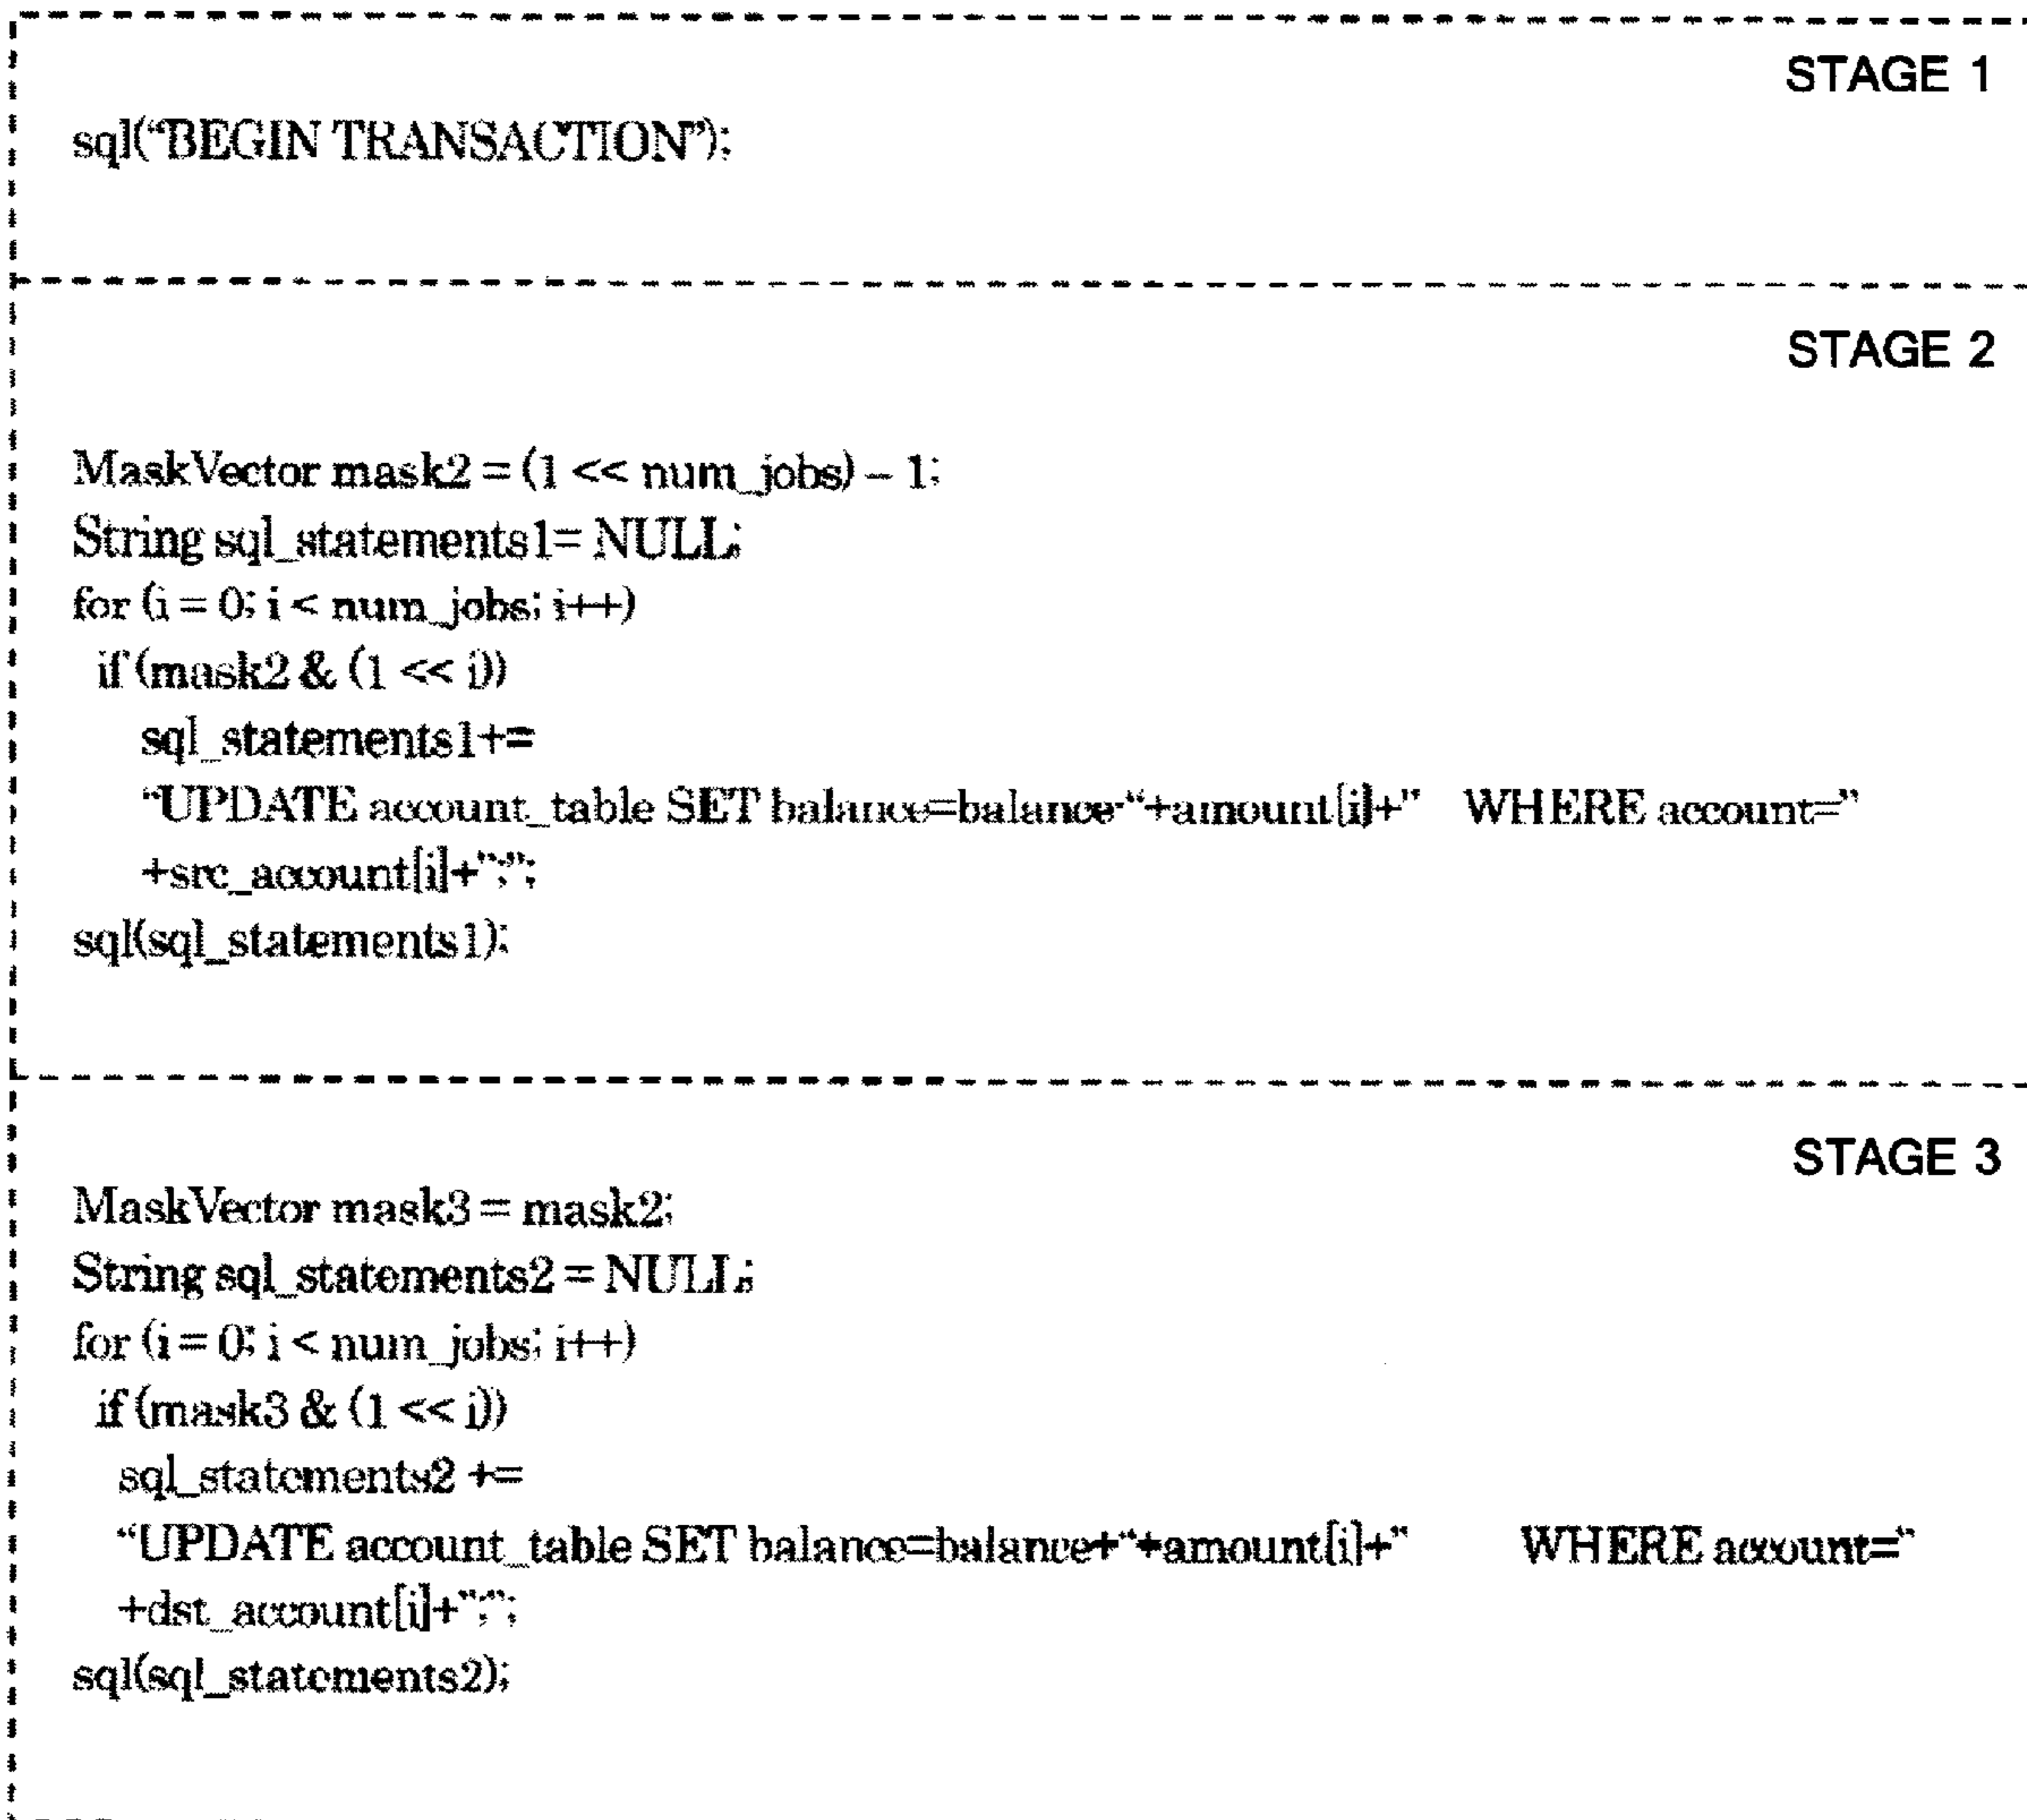 STAGE 1
sql(“BEGIN TRANSACTION”);
STAGE 2
MaskVector mask2 = (1 << num_jobs) – 1;
String sql_statements1= NULL;
for (i = 0; i < num_jobs; i++)
if (mask2 & (1 << i))
sql_statements1+=
“UPDATE account_table SET balance=balance-“+amount[i]+” WHERE account=”
+src_account[i]+”;”;
sql(sql_statements1);
STAGE 3
MaskVector mask3 = mask2;
String sql_statements2 = NULL;
for (i = 0; i < num_jobs; i++)
if (mask3 & (1 << i))
sql_statements2 +=
“UPDATE account_table SET balance=balance+“+amount[i]+” WHERE account=”
+dst_account[i]+”;”;
sql(sql_statements2);